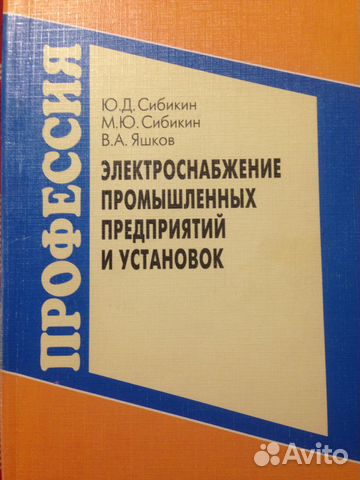 ПРОФЕССИЯ
Ю.Д. Сибикин
М.Ю. Сибикин
В.А. Яшков
ЭЛЕКТРОСНАБЖЕНИЕ
ПРОМЫШЛЕННЫХ
ПРЕДПРИЯТИЙ
И УСТАНОВОК
Avito